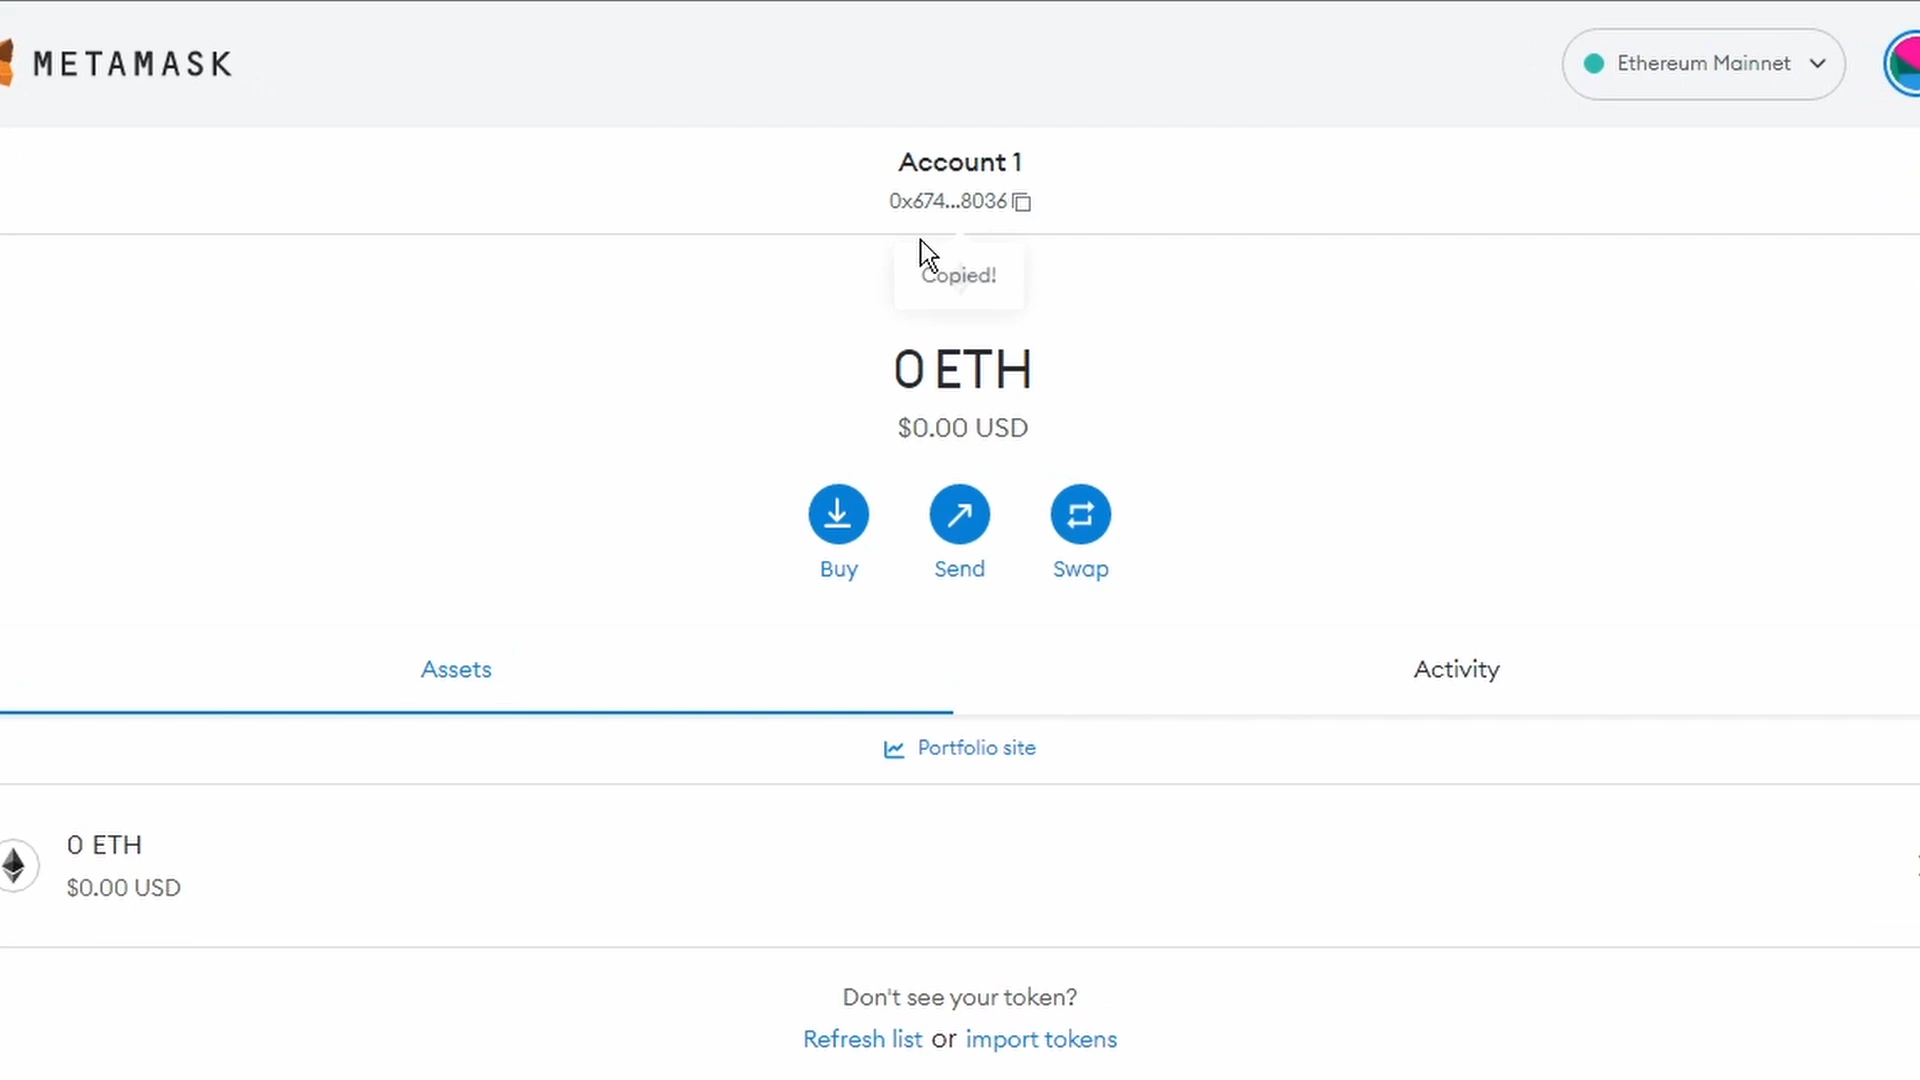 METAMASK
Ethereum Mainnet
Account 1
0x674...8036
Copied!
0 ETH
$0.00 USD
Buy
Send
Swap
Assets
Activity
Portfolio site
0 ETH
$0.00 USD
Don't see your token?
Refresh list or import tokens